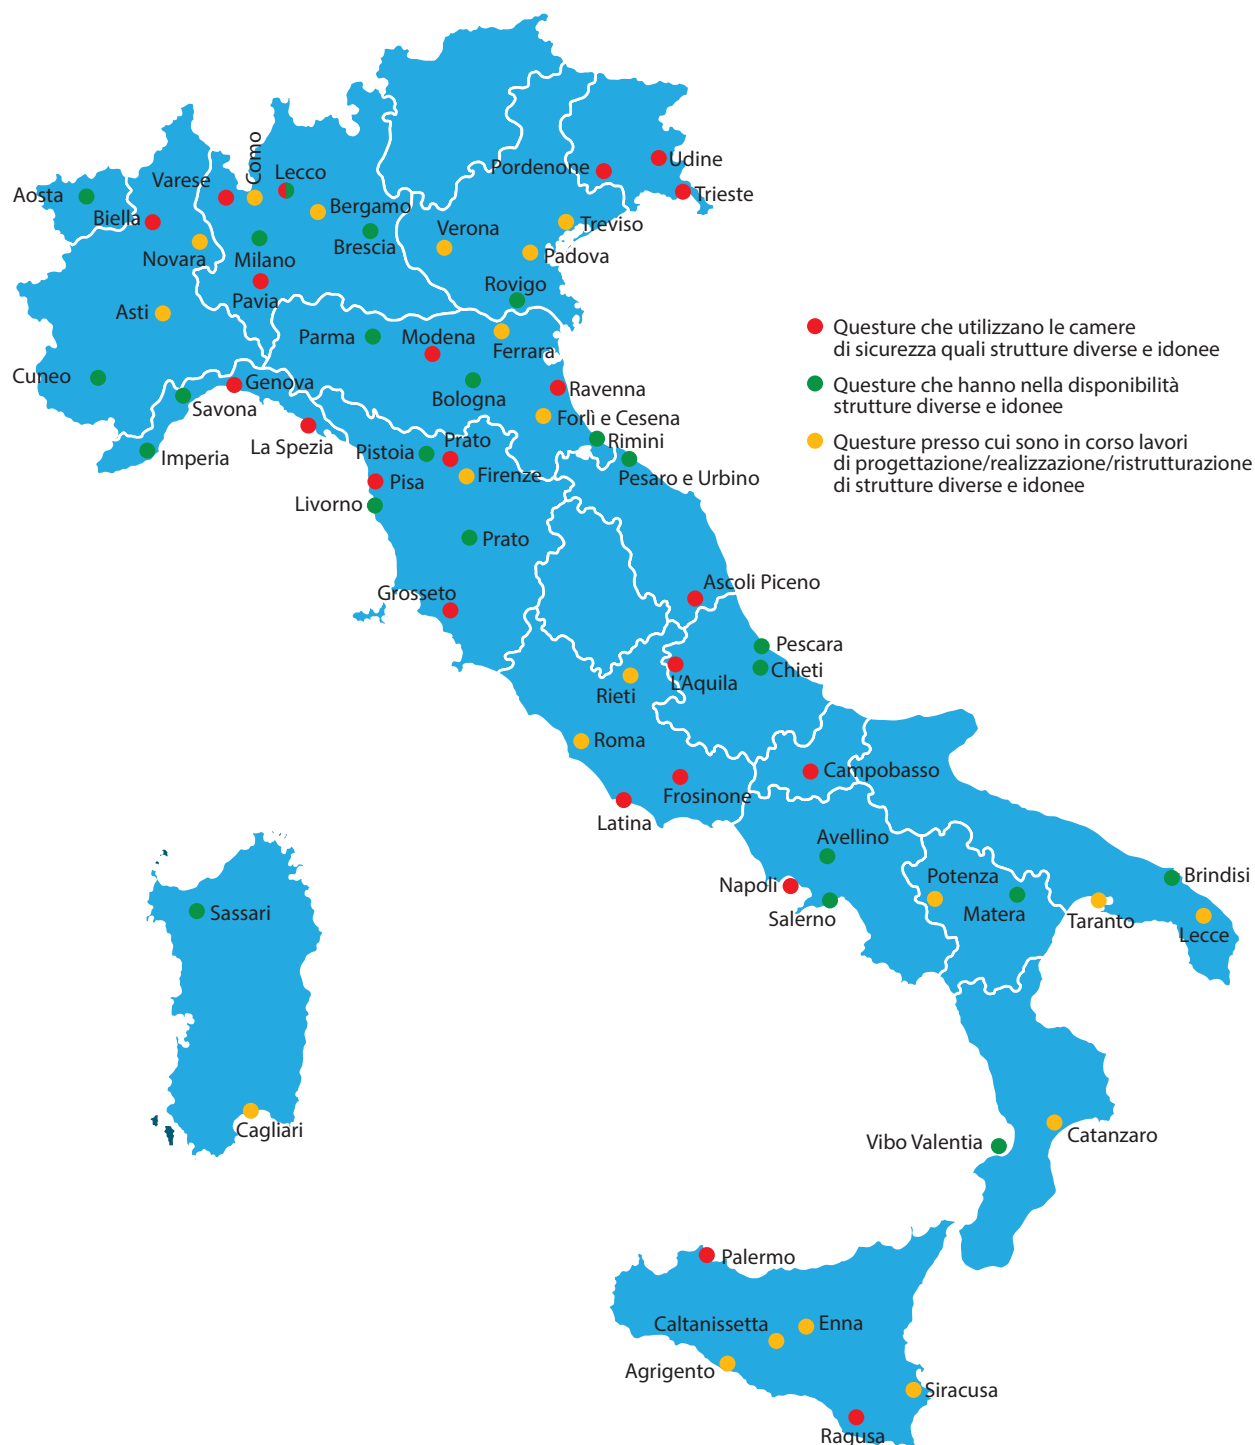 Como
Lecco
Varese
Aosta
Biella
Bergamo
Novara
Milano
Brescia
Pavia
Asti
Cuneo
Pordenone
Udine
Trieste
Verona
Treviso
Padova
Rovigo
Parma
Modena
Ferrara
Bologna
Ravenna
Forlì e Cesena
Rimini
Pesaro e Urbino
Genova
Savona
Imperia
La Spezia
Pistoia
Prato
Firenze
Pisa
Livorno
Prato
Grosseto
Questure che utilizzano le camere
di sicurezza quali strutture diverse e idonee
Questure che hanno nella disponibilità
strutture diverse e idonee
Questure presso cui sono in corso lavori
di progettazione/realizzazione/ristrutturazione
di strutture diverse e idonee
Ascoli Piceno
Pescara
Chieti
L'Aquila
Rieti
Roma
Frosinone
Latina
Campobasso
Avellino
Napoli
Salerno
Potenza
Matera
Taranto
Brindisi
Lecce
Sassari
Cagliari
Vibo Valentia
Catanzaro
Palermo
Caltanissetta
Enna
Agrigento
Siracusa
Ragusa